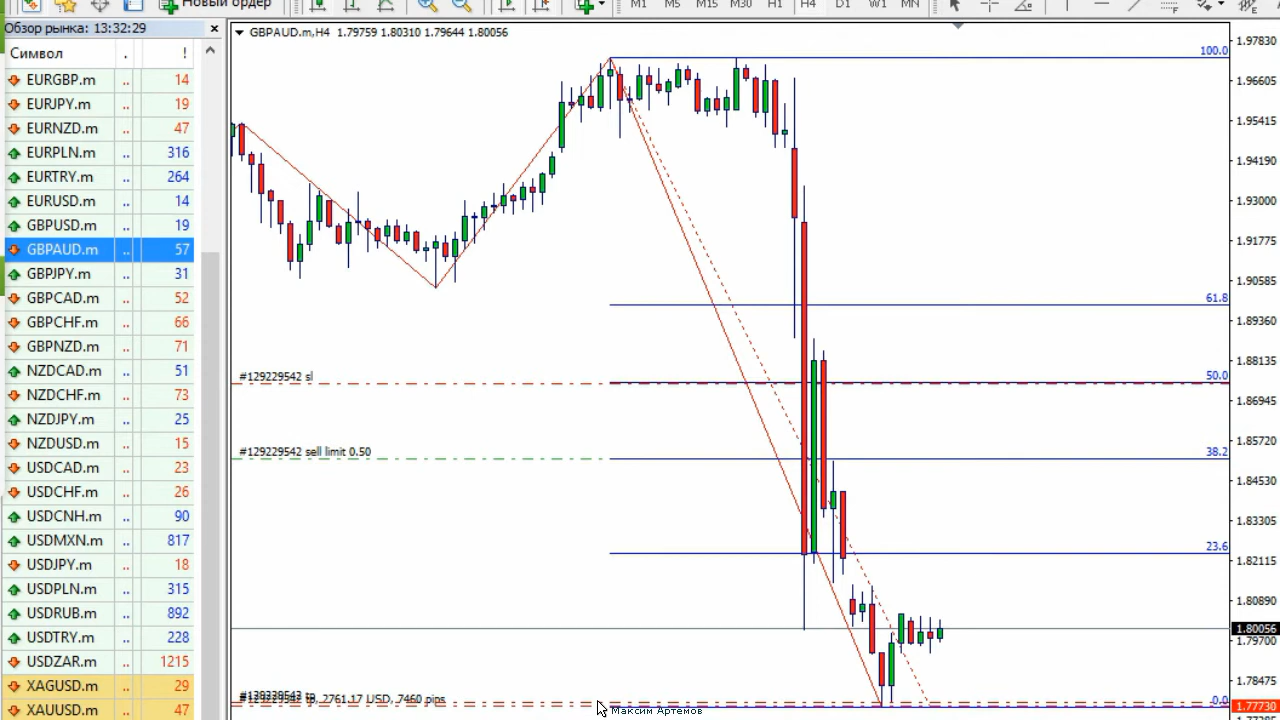 Новый ордер
M1 M5 M15 M30 H1 H4 D1 W1 MN
Обзор рынка: 13:32:29
Символ . !
EURGBP.m .. 14
EURJPY.m .. 19
EURNZD.m .. 47
EURPLN.m .. 316
EURTRY.m .. 264
EURUSD.m .. 14
GBPUSD.m .. 19
GBPAUD.m .. 57
GBPJPY.m .. 31
GBPCAD.m .. 52
GBPCHF.m .. 66
GBPNZD.m .. 71
NZDCAD.m .. 51
NZDCHF.m .. 73
NZDJPY.m .. 25
NZDUSD.m .. 15
USDCAD.m .. 23
USDCHF.m .. 26
USDCNH.m .. 90
USDMXN.m .. 817
USDJPY.m .. 18
USDPLN.m .. 315
USDRUB.m .. 892
USDTRY.m .. 228
USDZAR.m .. 1215
XAGUSD.m .. 29
XAUUSD.m .. 47
GBPAUD.m,H4 1.79759 1.80310 1.79644 1.80056
100.0
61.8
#129229542 sl
50.0
#129229542 sell limit 0.50
38.2
23.6
tp, 2761.17 USD, 7460 pips
0.0
Максим Артемов
1.97830
1.96605
1.95415
1.94190
1.93000
1.91775
1.90585
1.89360
1.88135
1.86945
1.85720
1.84530
1.83305
1.82115
1.80890
1.80056
1.79700
1.78475
1.77730